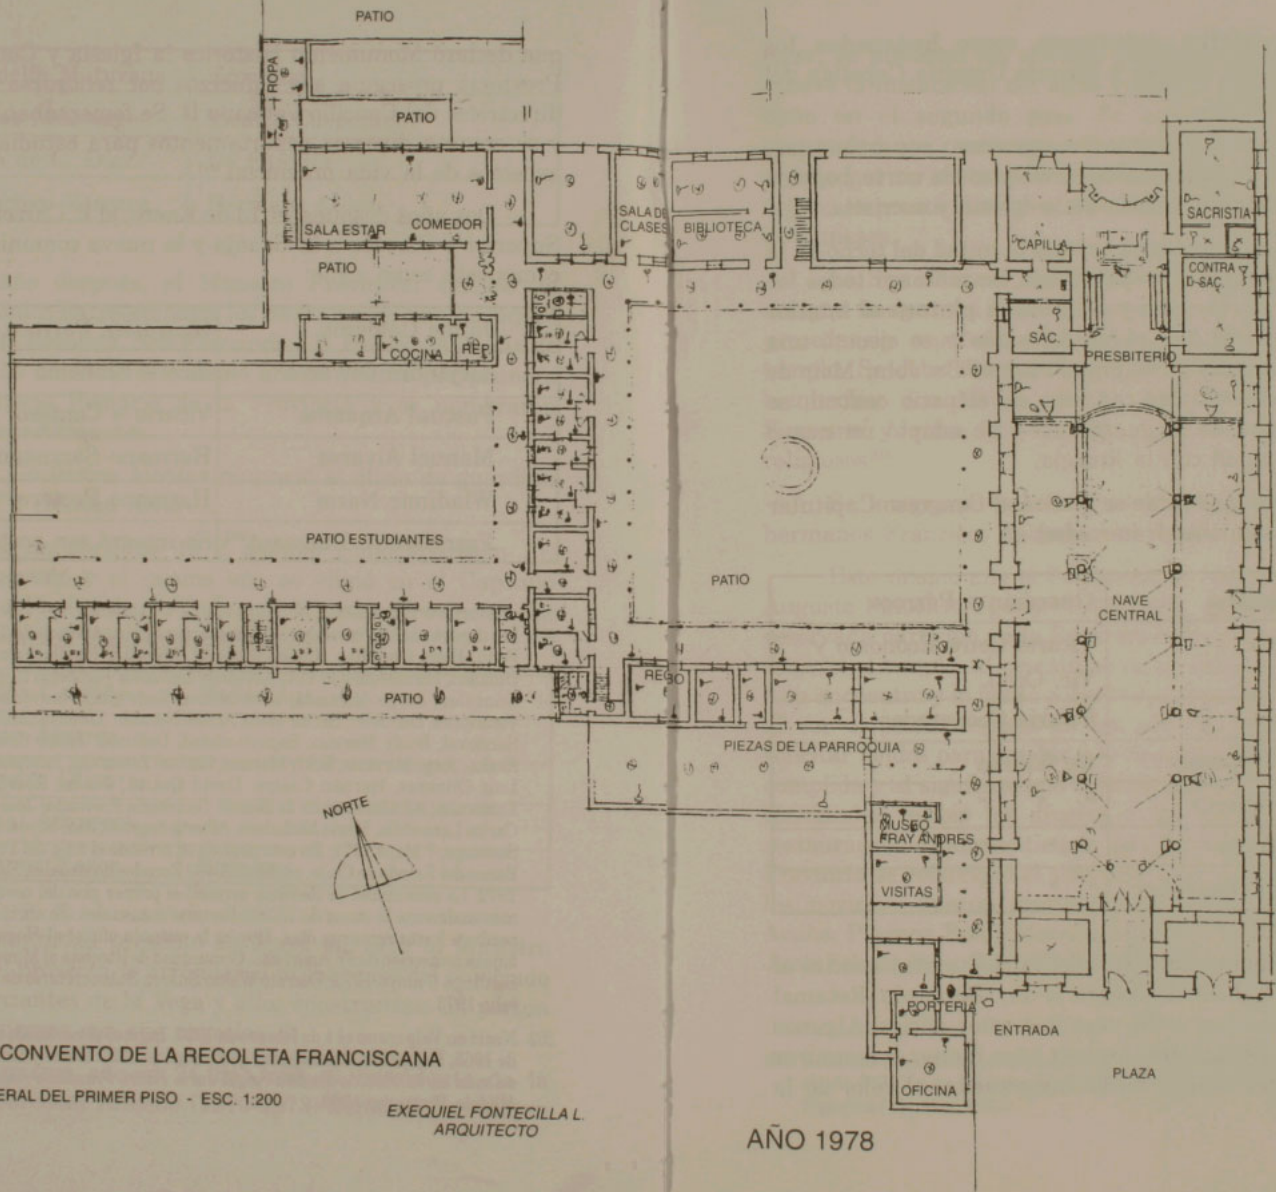 PATIO
ROPA
PATIO
SALA ESTAR
COMEDOR
SALA DE
CLASES
BIBLIOTECA
SACRISTIA
CAPILLA
PATIO
CONTRA
SAC.
COCINA
REP.
SAC.
PRESBITERIO
PATIO ESTUDIANTES
PATIO
NAVE
CENTRAL
PATIO
PIEZAS DE LA PARROQUIA
NORTE
MUSEO
FRAY ANDRES
VISITAS
PORTERIA
ENTRADA
PLAZA
OFICINA
CONVENTO DE LA RECOLETA FRANCISCANA
ERAL DEL PRIMER PISO - ESC. 1:200
EXEQUIEL FONTECILLA L.
ARQUITECTO
AÑO 1978